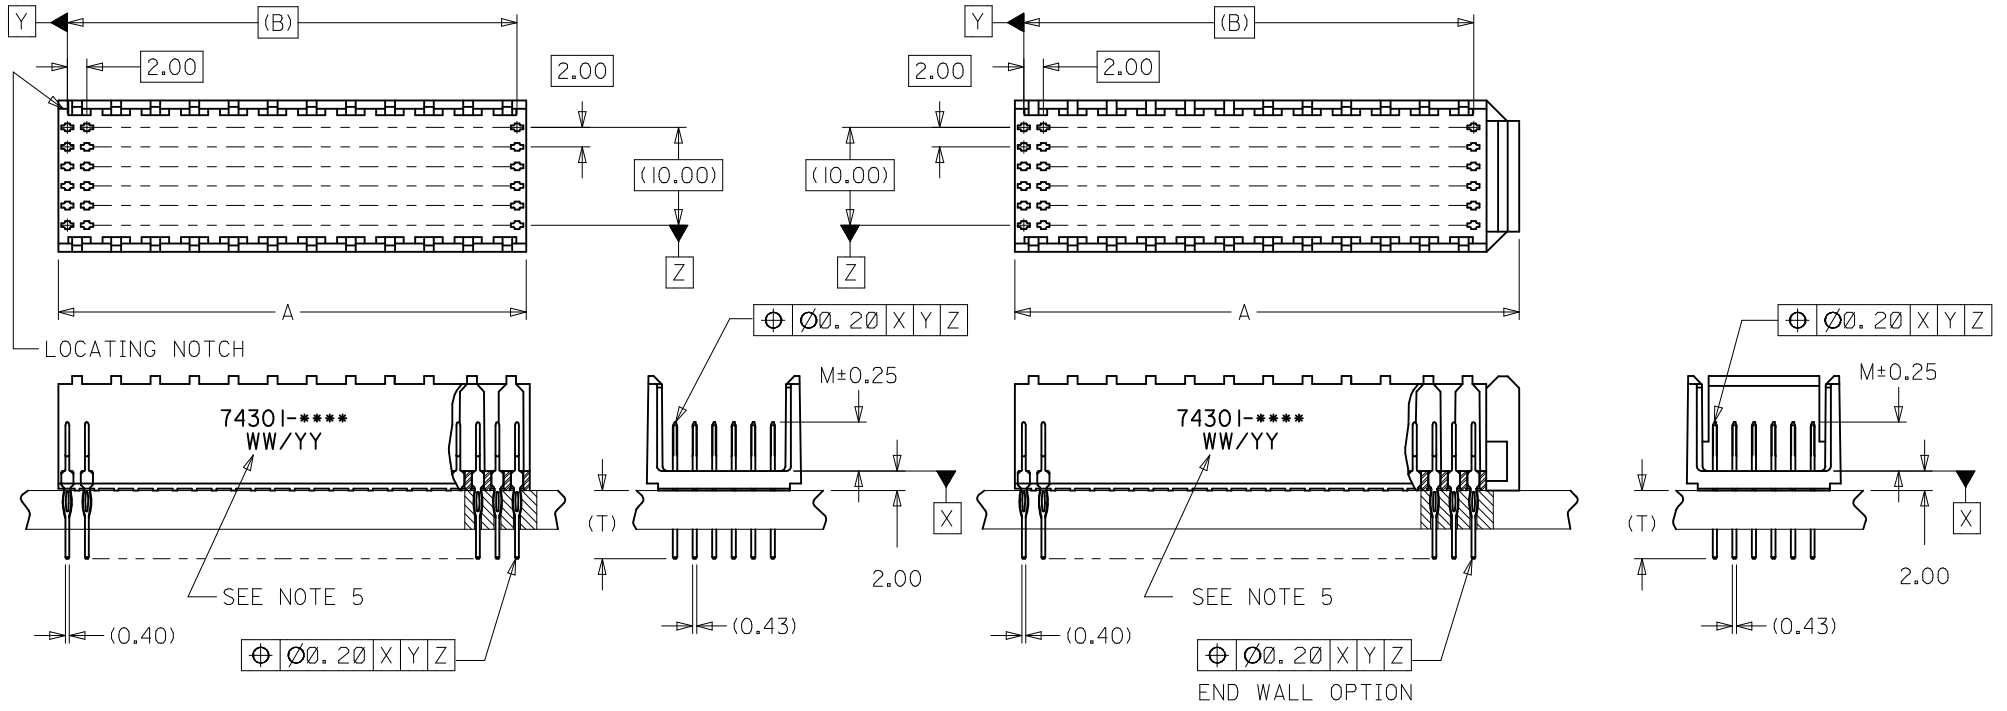 Y
(B)
Y
(B)
2.00
2.00
2.00
2.00
(10.00)
(10.00)
Z
Z
A
A
⌖ Ø0.20 X Y Z
⌖ Ø0.20 X Y Z
LOCATING NOTCH
M±0.25
M±0.25
74301-****
WW/YY
74301-****
WW/YY
(T)
X
(T)
X
2.00
2.00
SEE NOTE 5
SEE NOTE 5
(0.40)
(0.43)
(0.40)
(0.43)
⌖ Ø0.20 X Y Z
⌖ Ø0.20 X Y Z
END WALL OPTION